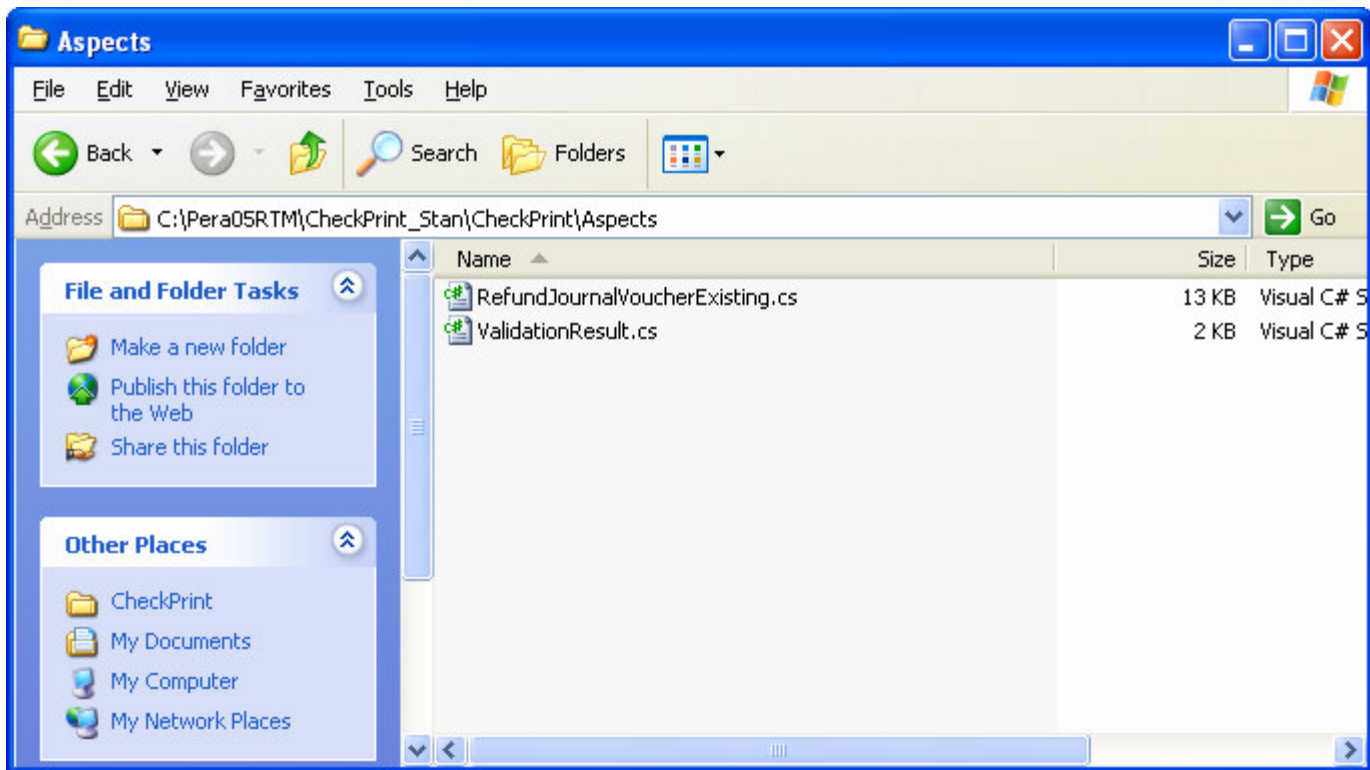 Aspects
File Edit View Favorites Tools Help
Back Search Folders
Address C:\Pera05RTM\CheckPrint_Stan\CheckPrint\Aspects Go
Name Size Type
File and Folder Tasks
RefundJournalVoucherExisting.cs 13 KB Visual C# S
ValidationResult.cs 2 KB Visual C# S
Make a new folder
Publish this folder to
the Web
Share this folder
Other Places
CheckPrint
My Documents
My Computer
My Network Places